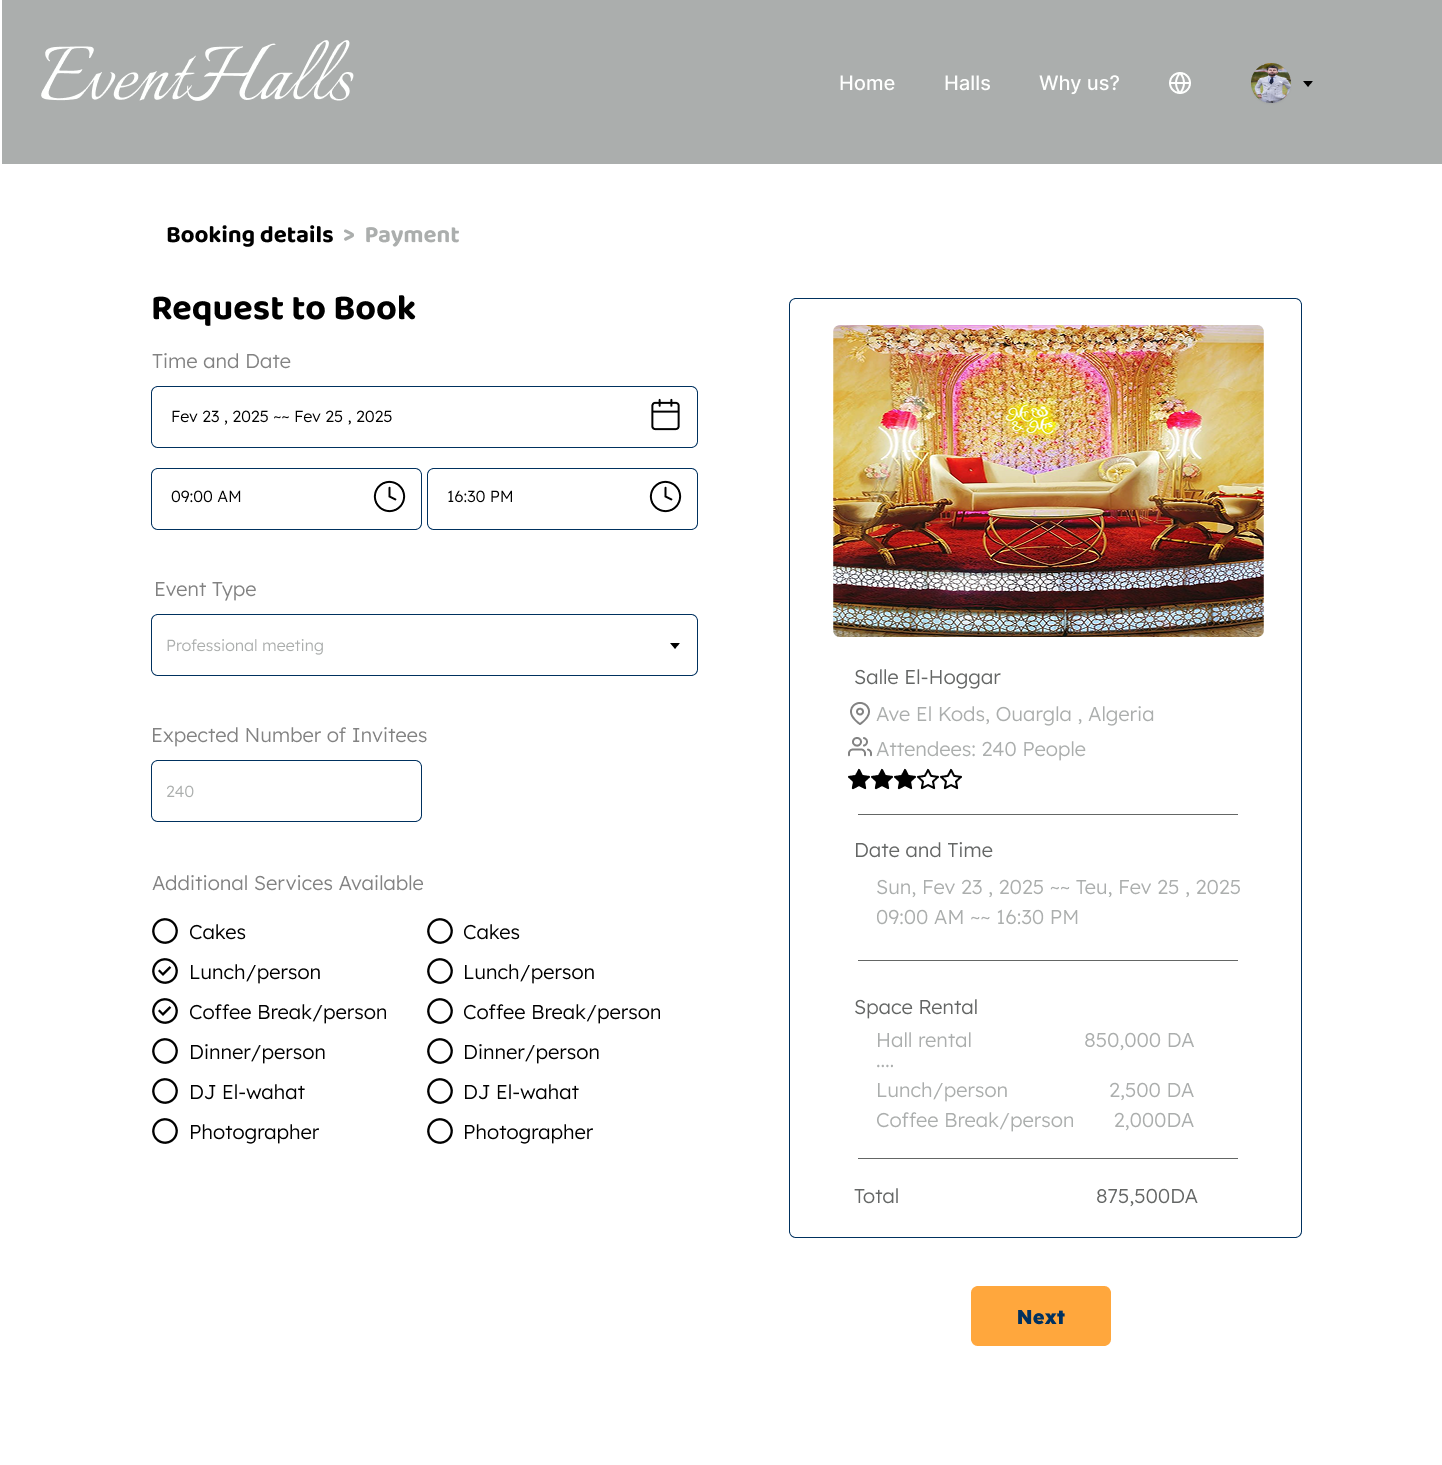 EventHalls
Home
Halls
Why us?
Booking details > Payment
Request to Book
Time and Date
Fev 23 , 2025 ~~ Fev 25 , 2025
09:00 AM
16:30 PM
Event Type
Professional meeting
Expected Number of Invitees
240
Additional Services Available
Cakes
Lunch/person
Coffee Break/person
Dinner/person
DJ El-wahat
Photographer
Cakes
Lunch/person
Coffee Break/person
Dinner/person
DJ El-wahat
Photographer
Salle El-Hoggar
Ave El Kods, Ouargla , Algeria
Attendees: 240 People
Date and Time
Sun, Fev 23 , 2025 ~~ Teu, Fev 25 , 2025
09:00 AM ~~ 16:30 PM
Space Rental
Hall rental 850,000 DA
....
Lunch/person 2,500 DA
Coffee Break/person 2,000DA
Total 875,500DA
Next